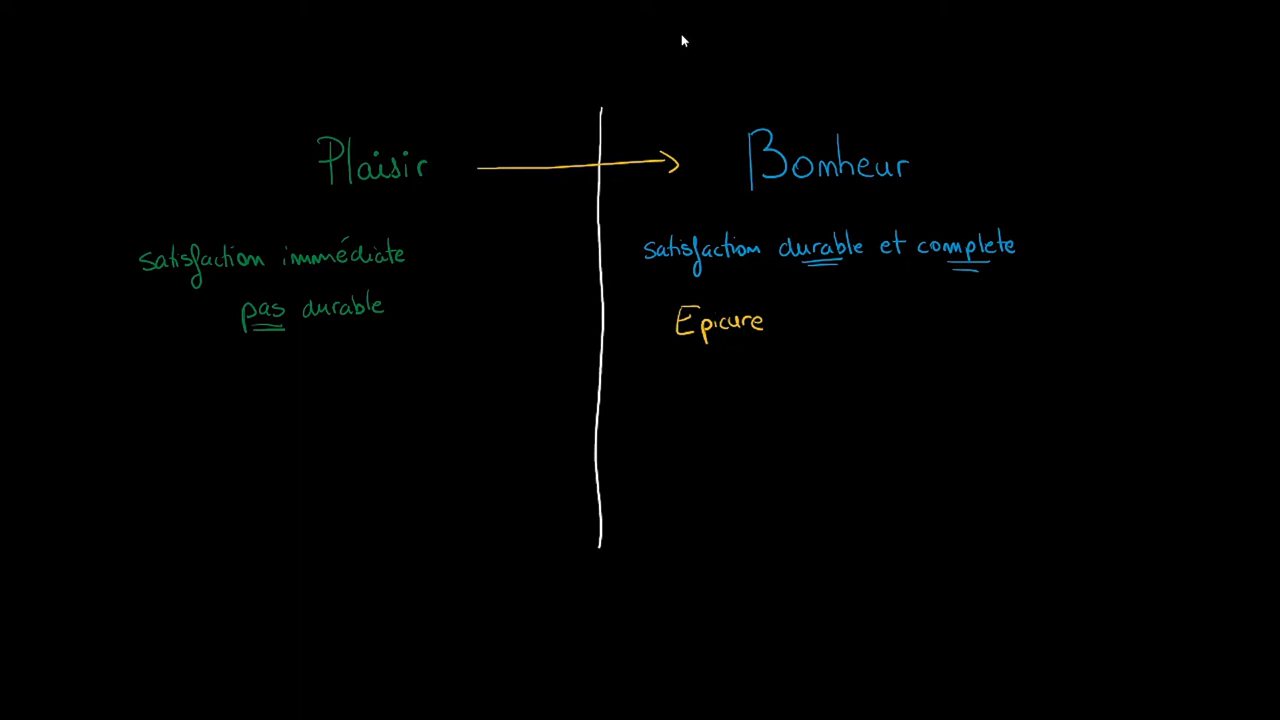 Plaisir
satisfaction immédiate
pas durable
Bonheur
satisfaction durable et complete
Epicure